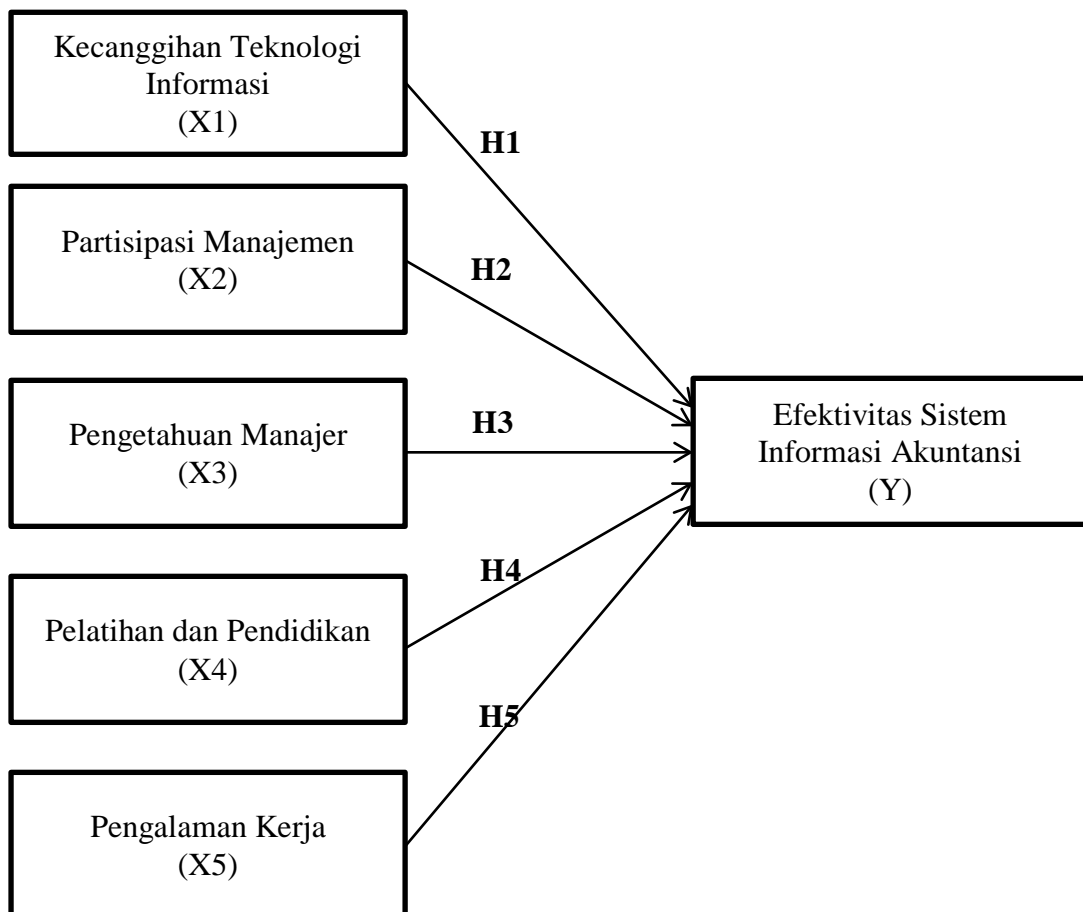 Kecanggihan Teknologi
Informasi
(X1)
H1
Partisipasi Manajemen
(X2)
H2
Pengetahuan Manajer
(X3)
H3
Efektivitas Sistem
Informasi Akuntansi
(Y)
Pelatihan dan Pendidikan
(X4)
H4
Pengalaman Kerja
(X5)
H5